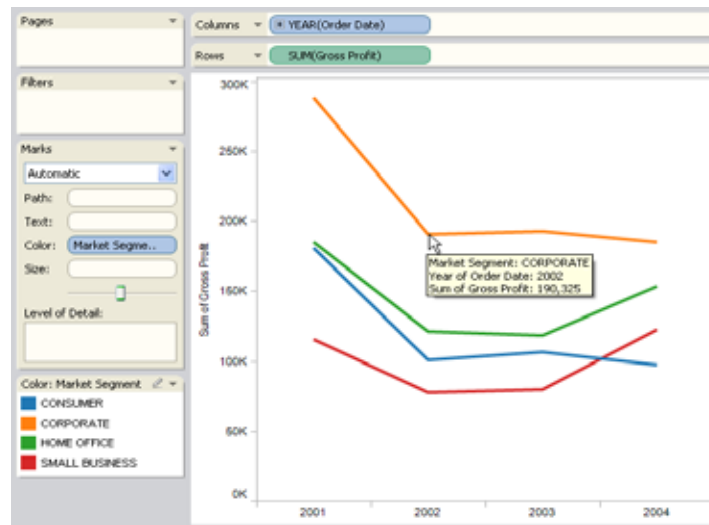 Pages
Columns
YEAR(Order Date)
Rows
SUM(Gross Profit)
Filters
Marks
Automatic
Path:
Text:
Color: Market Segme..
Size:
Level of Detail:
Color: Market Segment
CONSUMER
CORPORATE
HOME OFFICE
SMALL BUSINESS
Sum of Gross Profit
300K
250K
200K
150K
100K
50K
0K
Market Segment: CORPORATE
Year of Order Date: 2002
Sum of Gross Profit: 190,325
2001 2002 2003 2004